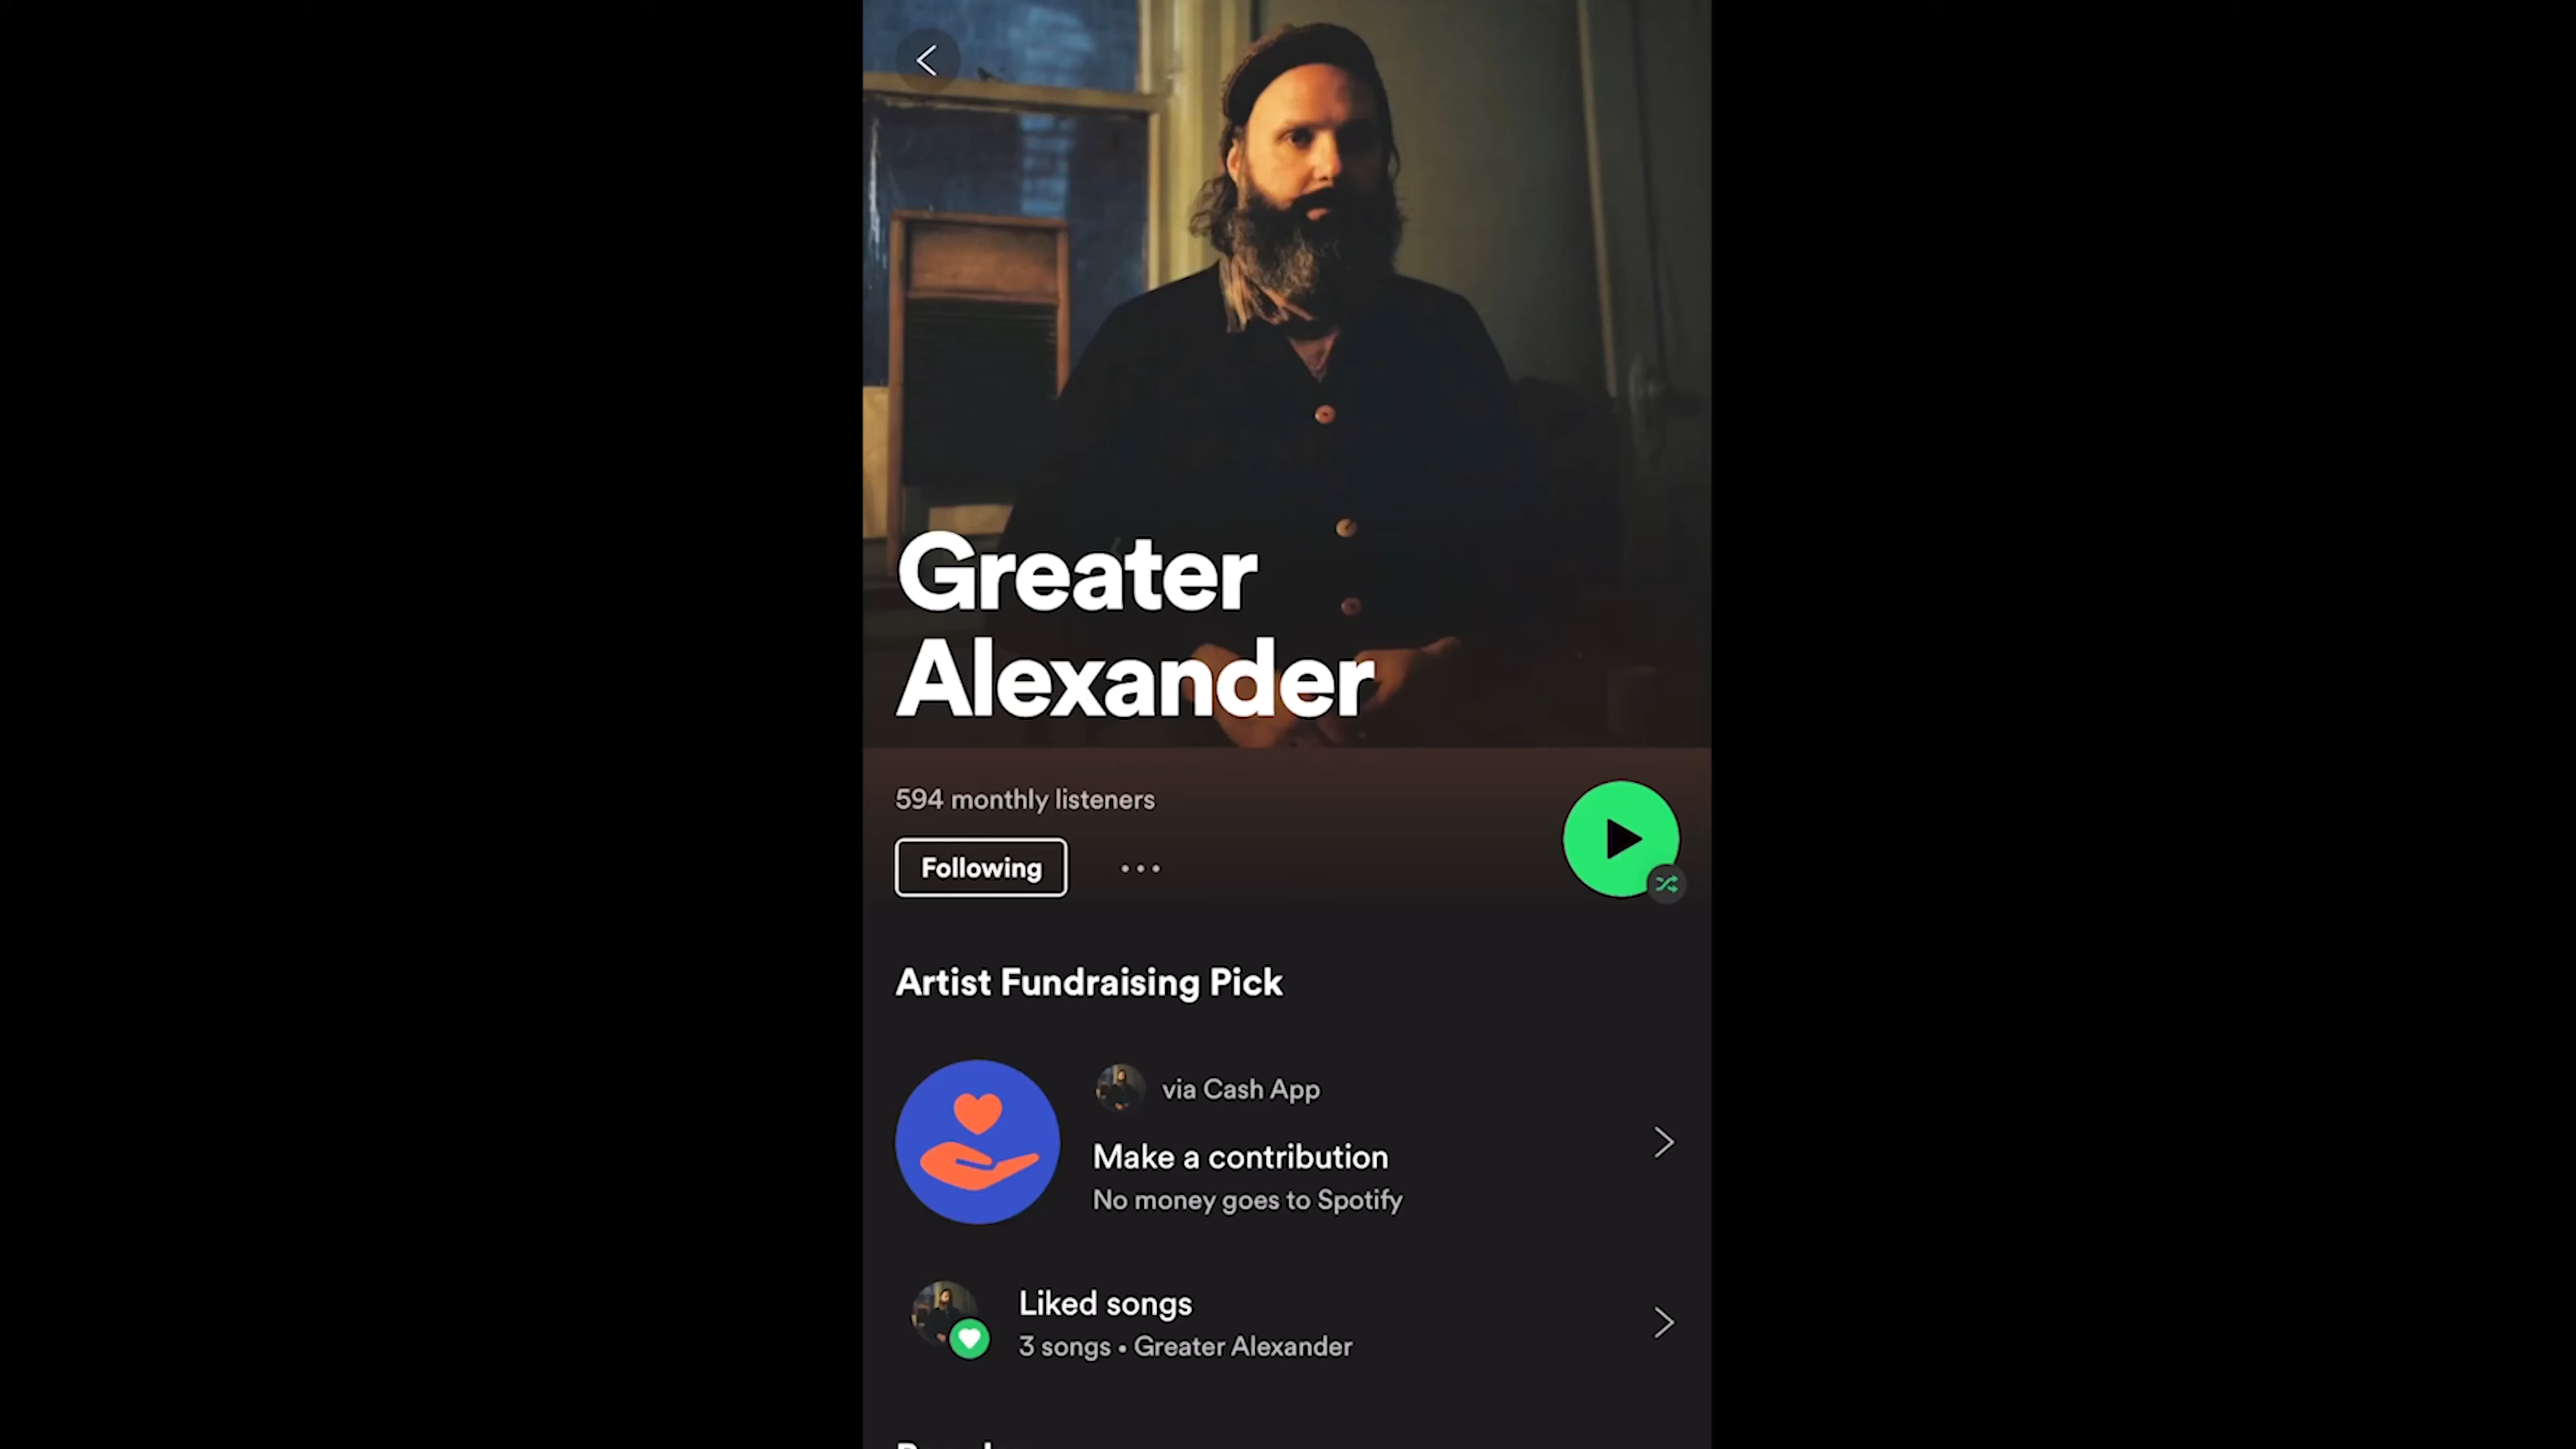 Greater
Alexander
594 monthly listeners
Following
Artist Fundraising Pick
via Cash App
Make a contribution
No money goes to Spotify
Liked songs
3 songs • Greater Alexander